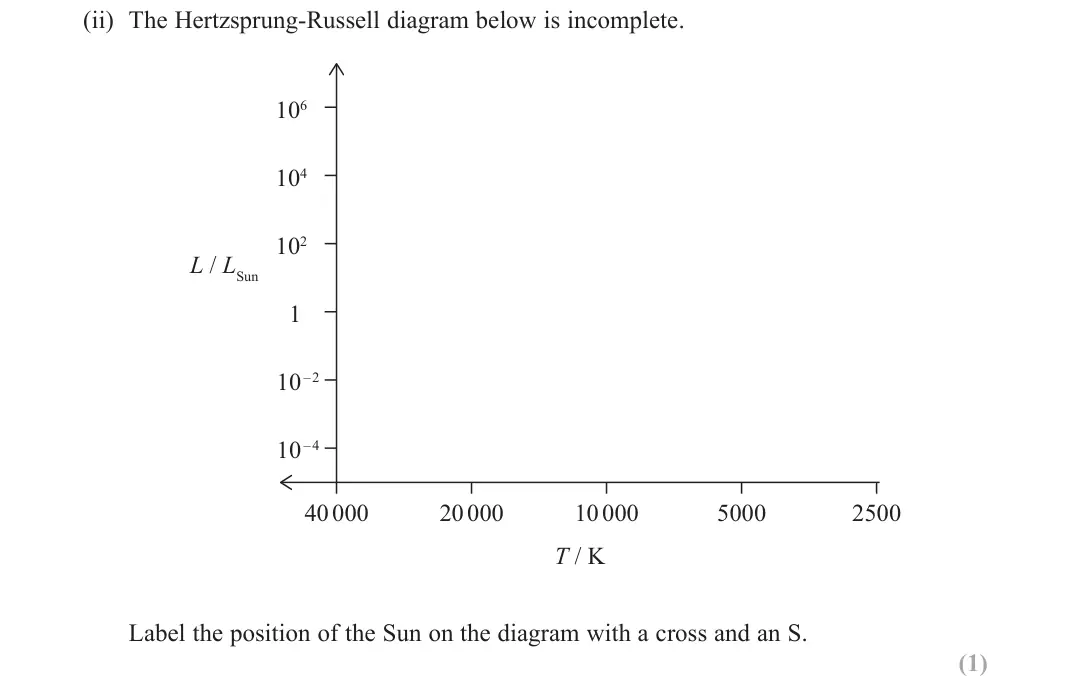 (ii) The Hertzsprung-Russell diagram below is incomplete.
10⁶
10⁴
10²
L / L_Sun
1
10⁻²
10⁻⁴
40 000 20 000 10 000 5000 2500
T / K
Label the position of the Sun on the diagram with a cross and an S.
(1)